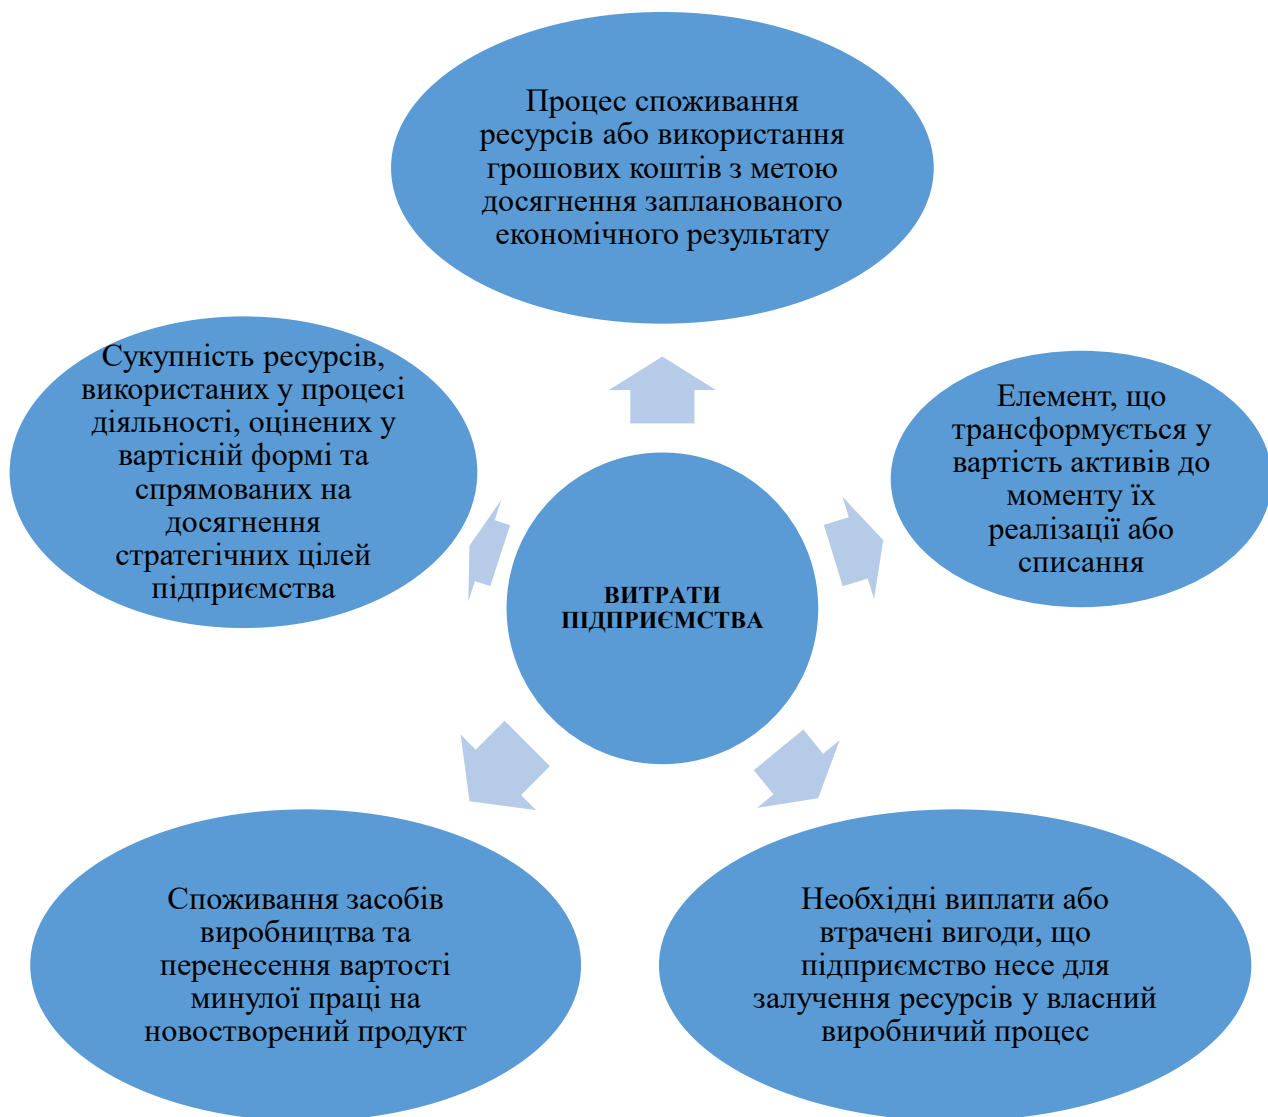 Процес споживання
ресурсів або використання
грошових коштів з метою
досягнення запланованого
економічного результату
Сукупність ресурсів,
використаних у процесі
діяльності, оцінених у
вартісній формі та
спрямованих на
досягнення
стратегічних цілей
підприємства
Елемент, що
трансформується у
вартість активів до
моменту їх
реалізації або
списання
ВИТРАТИ
ПІДПРИЄМСТВА
Споживання засобів
виробництва та
перенесення вартості
минулої праці на
новостворений продукт
Необхідні виплати або
втрачені вигоди, що
підприємство несе для
залучення ресурсів у власний
виробничий процес